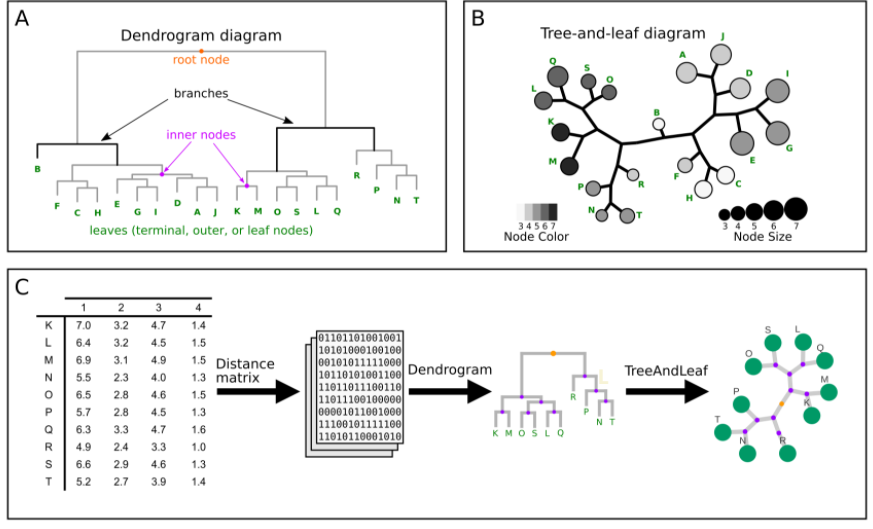 A
Dendrogram diagram
root node
branches
inner nodes
B
R
F
C
H
E
G
I
D
A
J
K
M
O
S
L
Q
P
N
T
leaves (terminal, outer, or leaf nodes)
B
Tree-and-leaf diagram
J
A
Q
S
O
D
I
L
B
K
M
E
G
F
C
R
H
P
N
T
3 4 5 6 7
Node Color
3 4 5 6 7
Node Size
C
1 2 3 4
K 7.0 3.2 4.7 1.4
L 6.4 3.2 4.5 1.5
M 6.9 3.1 4.9 1.5
N 5.5 2.3 4.0 1.3
O 6.5 2.8 4.6 1.5
P 5.7 2.8 4.5 1.3
Q 6.3 3.3 4.7 1.6
R 4.9 2.4 3.3 1.0
S 6.6 2.9 4.6 1.3
T 5.2 2.7 3.9 1.4
Distance
matrix
01101101001001
10101000100100
00101011111000
10110101001100
11011011100110
11011100100000
00001011001000
11100101111100
11010110001010
Dendrogram
R
P
K M O S L Q
N T
TreeAndLeaf
S
L
O
Q
M
P
K
T
N
R